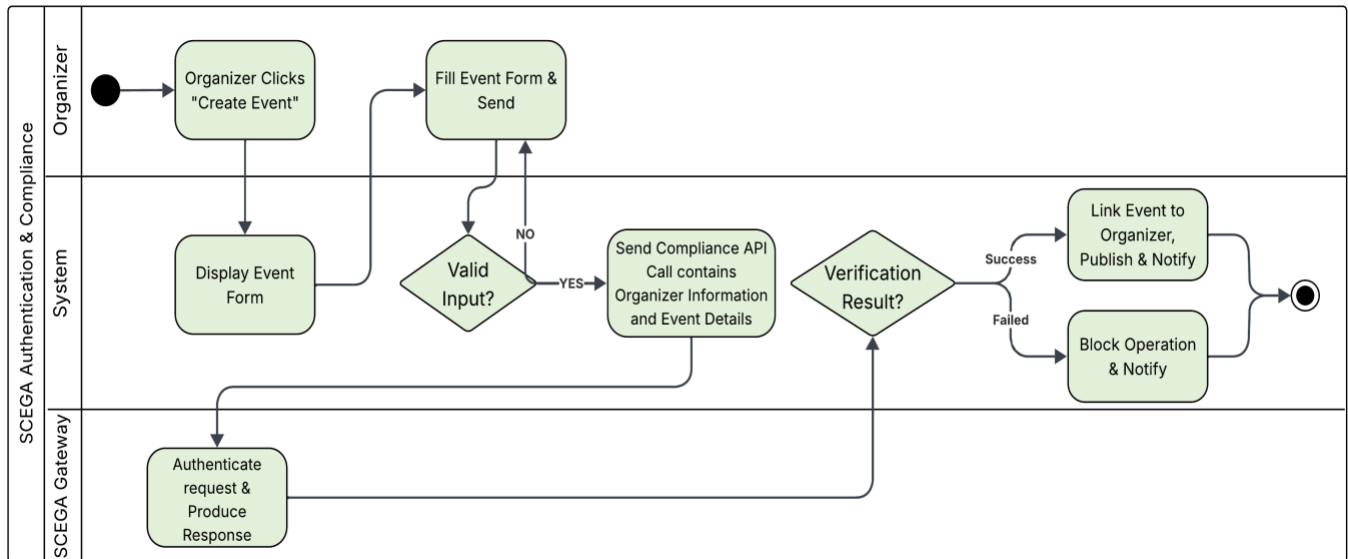 SCEGA Authentication & Compliance
Organizer
Organizer Clicks
"Create Event"
Fill Event Form &
Send
System
Display Event
Form
Valid
Input?
NO
YES
Send Compliance API
Call contains
Organizer Information
and Event Details
Verification
Result?
Success
Failed
Link Event to
Organizer,
Publish & Notify
Block Operation
& Notify
SCEGA Gateway
Authenticate
request &
Produce
Response